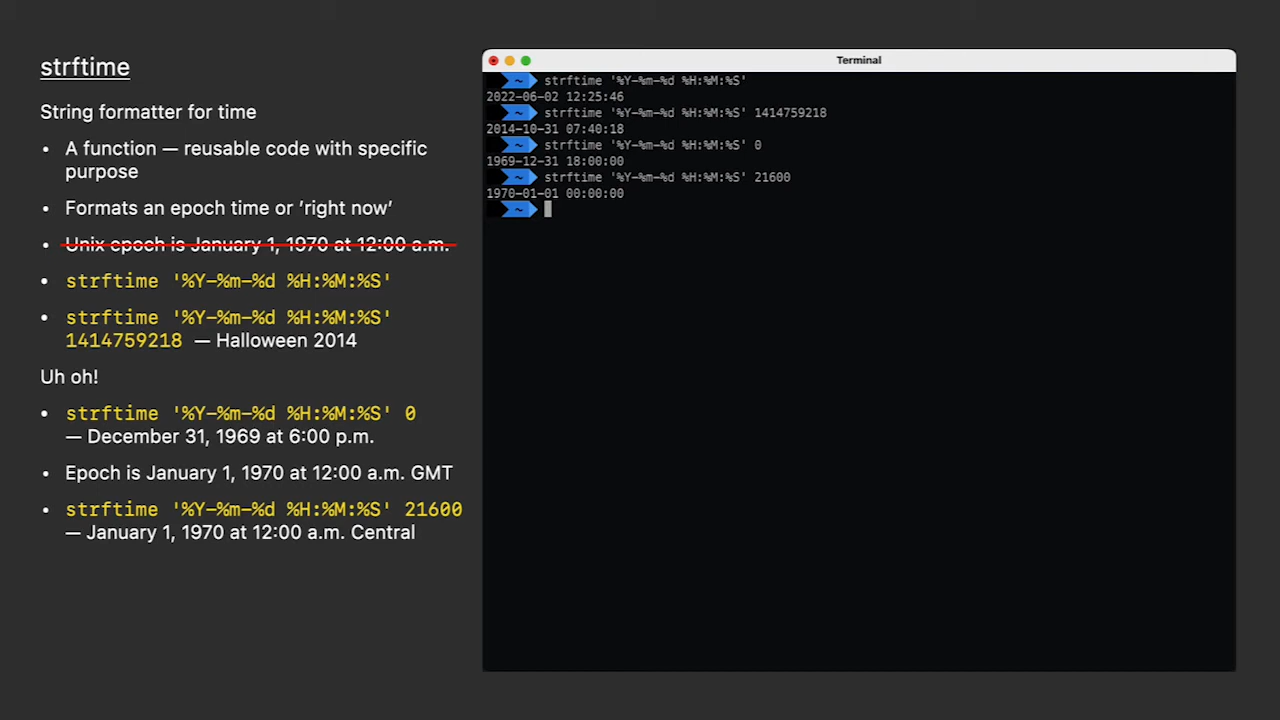 strftime
String formatter for time
• A function — reusable code with specific
purpose
• Formats an epoch time or ’right now’
• Unix epoch is January 1, 1970 at 12:00 a.m.
• strftime '%Y-%m-%d %H:%M:%S'
• strftime '%Y-%m-%d %H:%M:%S'
1414759218 — Halloween 2014
Uh oh!
• strftime '%Y-%m-%d %H:%M:%S' 0
— December 31, 1969 at 6:00 p.m.
• Epoch is January 1, 1970 at 12:00 a.m. GMT
• strftime '%Y-%m-%d %H:%M:%S' 21600
— January 1, 1970 at 12:00 a.m. Central
Terminal
~ strftime '%Y-%m-%d %H:%M:%S'
2022-06-02 12:25:46
~ strftime '%Y-%m-%d %H:%M:%S' 1414759218
2014-10-31 07:40:18
~ strftime '%Y-%m-%d %H:%M:%S' 0
1969-12-31 18:00:00
~ strftime '%Y-%m-%d %H:%M:%S' 21600
1970-01-01 00:00:00
~